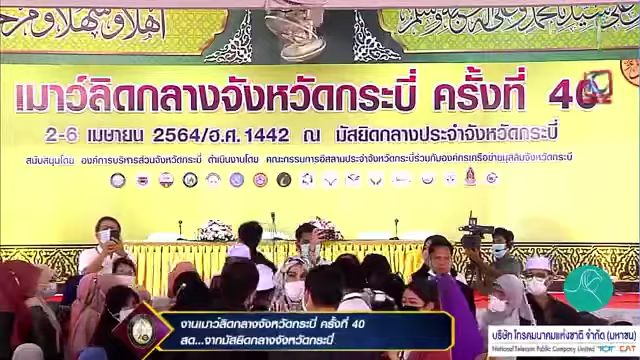 اهلا وسهلا ومرحبا
เมาว์ลิดกลางจังหวัดกระบี่ ครั้งที่ 40
2-6 เมษายน 2564/ฮ.ศ. 1442 ณ มัสยิดกลางประจำจังหวัดกระบี่
สนับสนุนโดย องค์การบริหารส่วนจังหวัดกระบี่ ดำเนินงานโดย คณะกรรมการอิสลามประจำจังหวัดกระบี่ร่วมกับองค์กรเครือข่ายมุสลิมจังหวัดกระบี่
งานเมาว์ลิดกลางจังหวัดกระบี่ ครั้งที่ 40
สด...จากมัสยิดกลางจังหวัดกระบี่
บริษัท โทรคมนาคมแห่งชาติ จำกัด (มหาชน)
National Telecom Public Company Limited TOT CAT